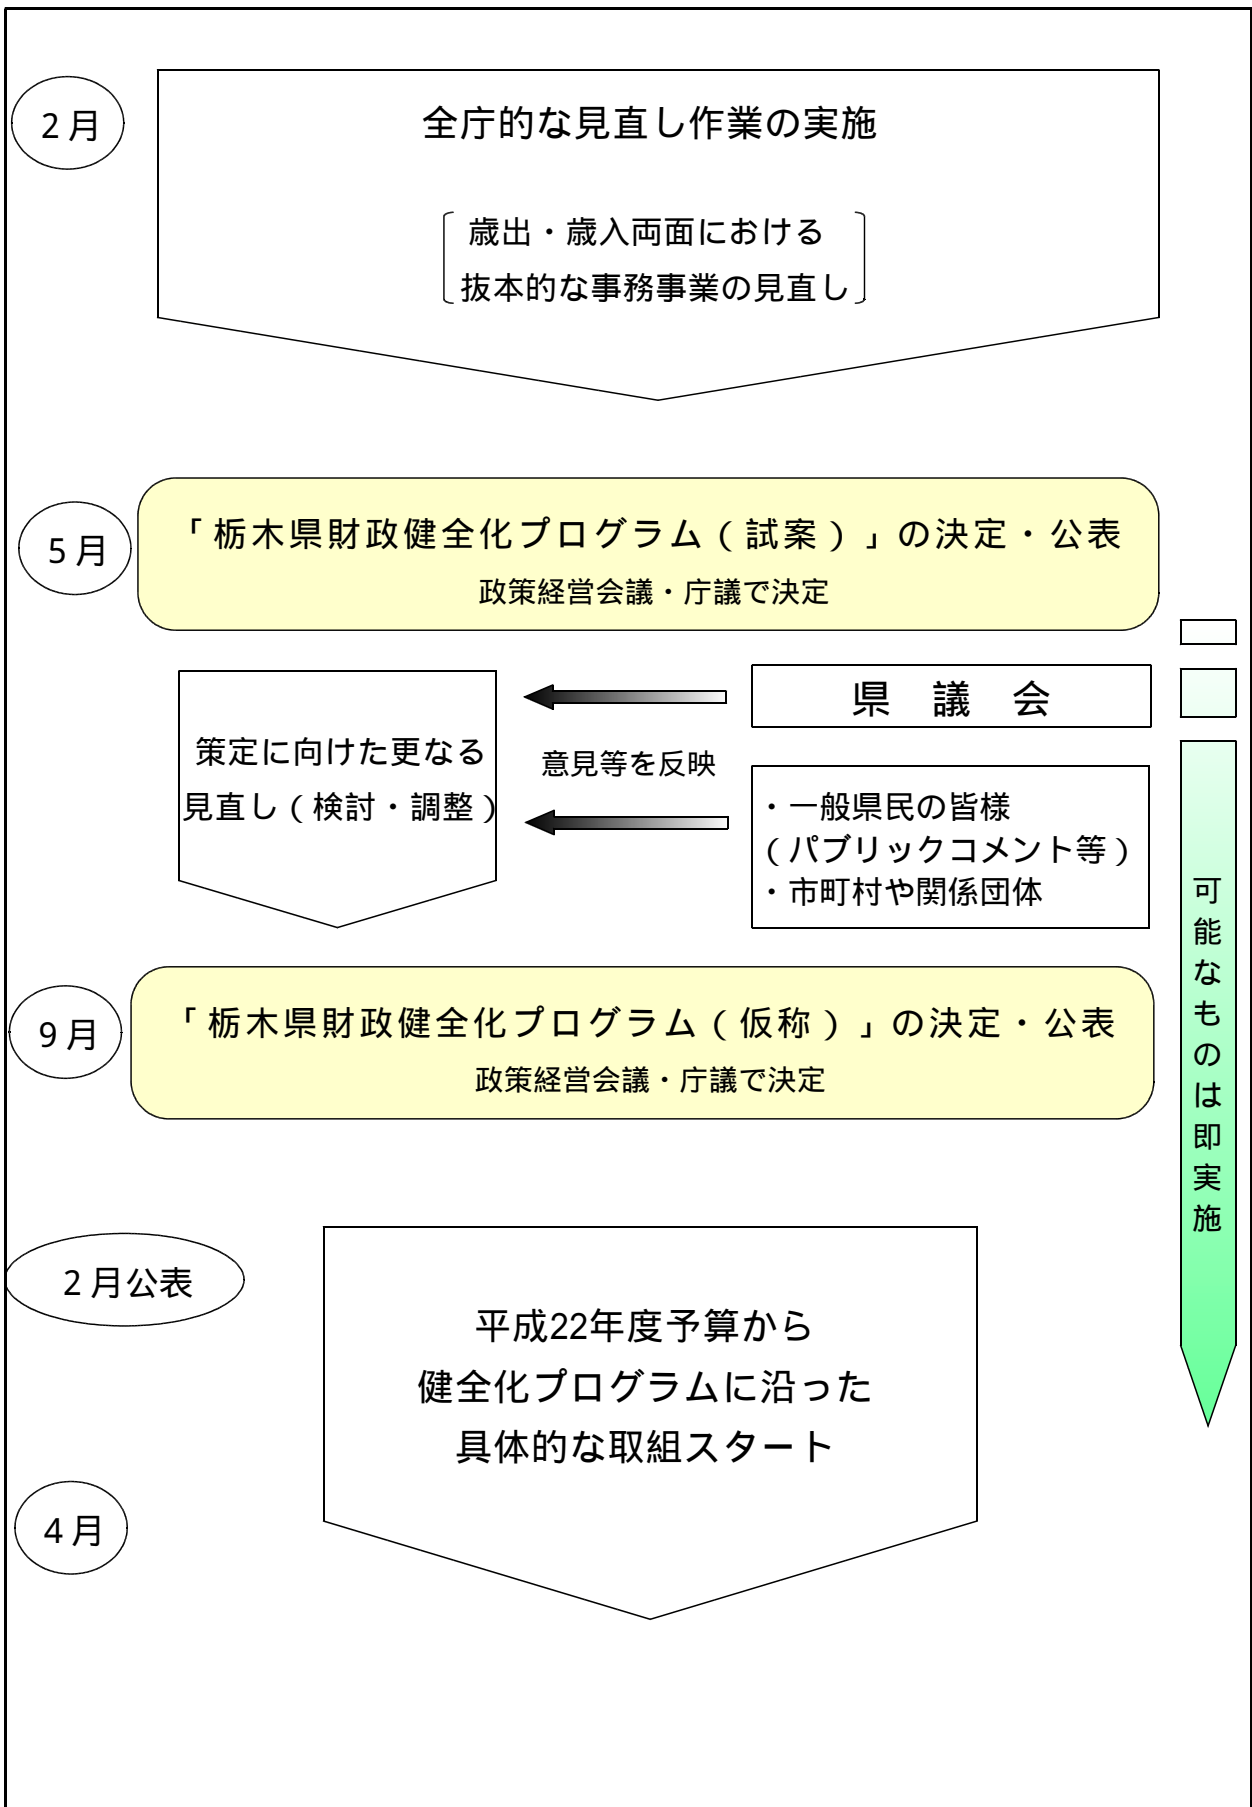 2月
全庁的な見直し作業の実施
歳出・歳入両面における
抜本的な事務事業の見直し
5月
「栃木県財政健全化プログラム(試案)」の決定・公表
政策経営会議・庁議で決定
策定に向けた更なる
見直し(検討・調整)
意見等を反映
県 議 会
・一般県民の皆様
(パブリックコメント等)
・市町村や関係団体
可能なものは即実施
9月
「栃木県財政健全化プログラム(仮称)」の決定・公表
政策経営会議・庁議で決定
2月公表
平成22年度予算から
健全化プログラムに沿った
具体的な取組スタート
4月